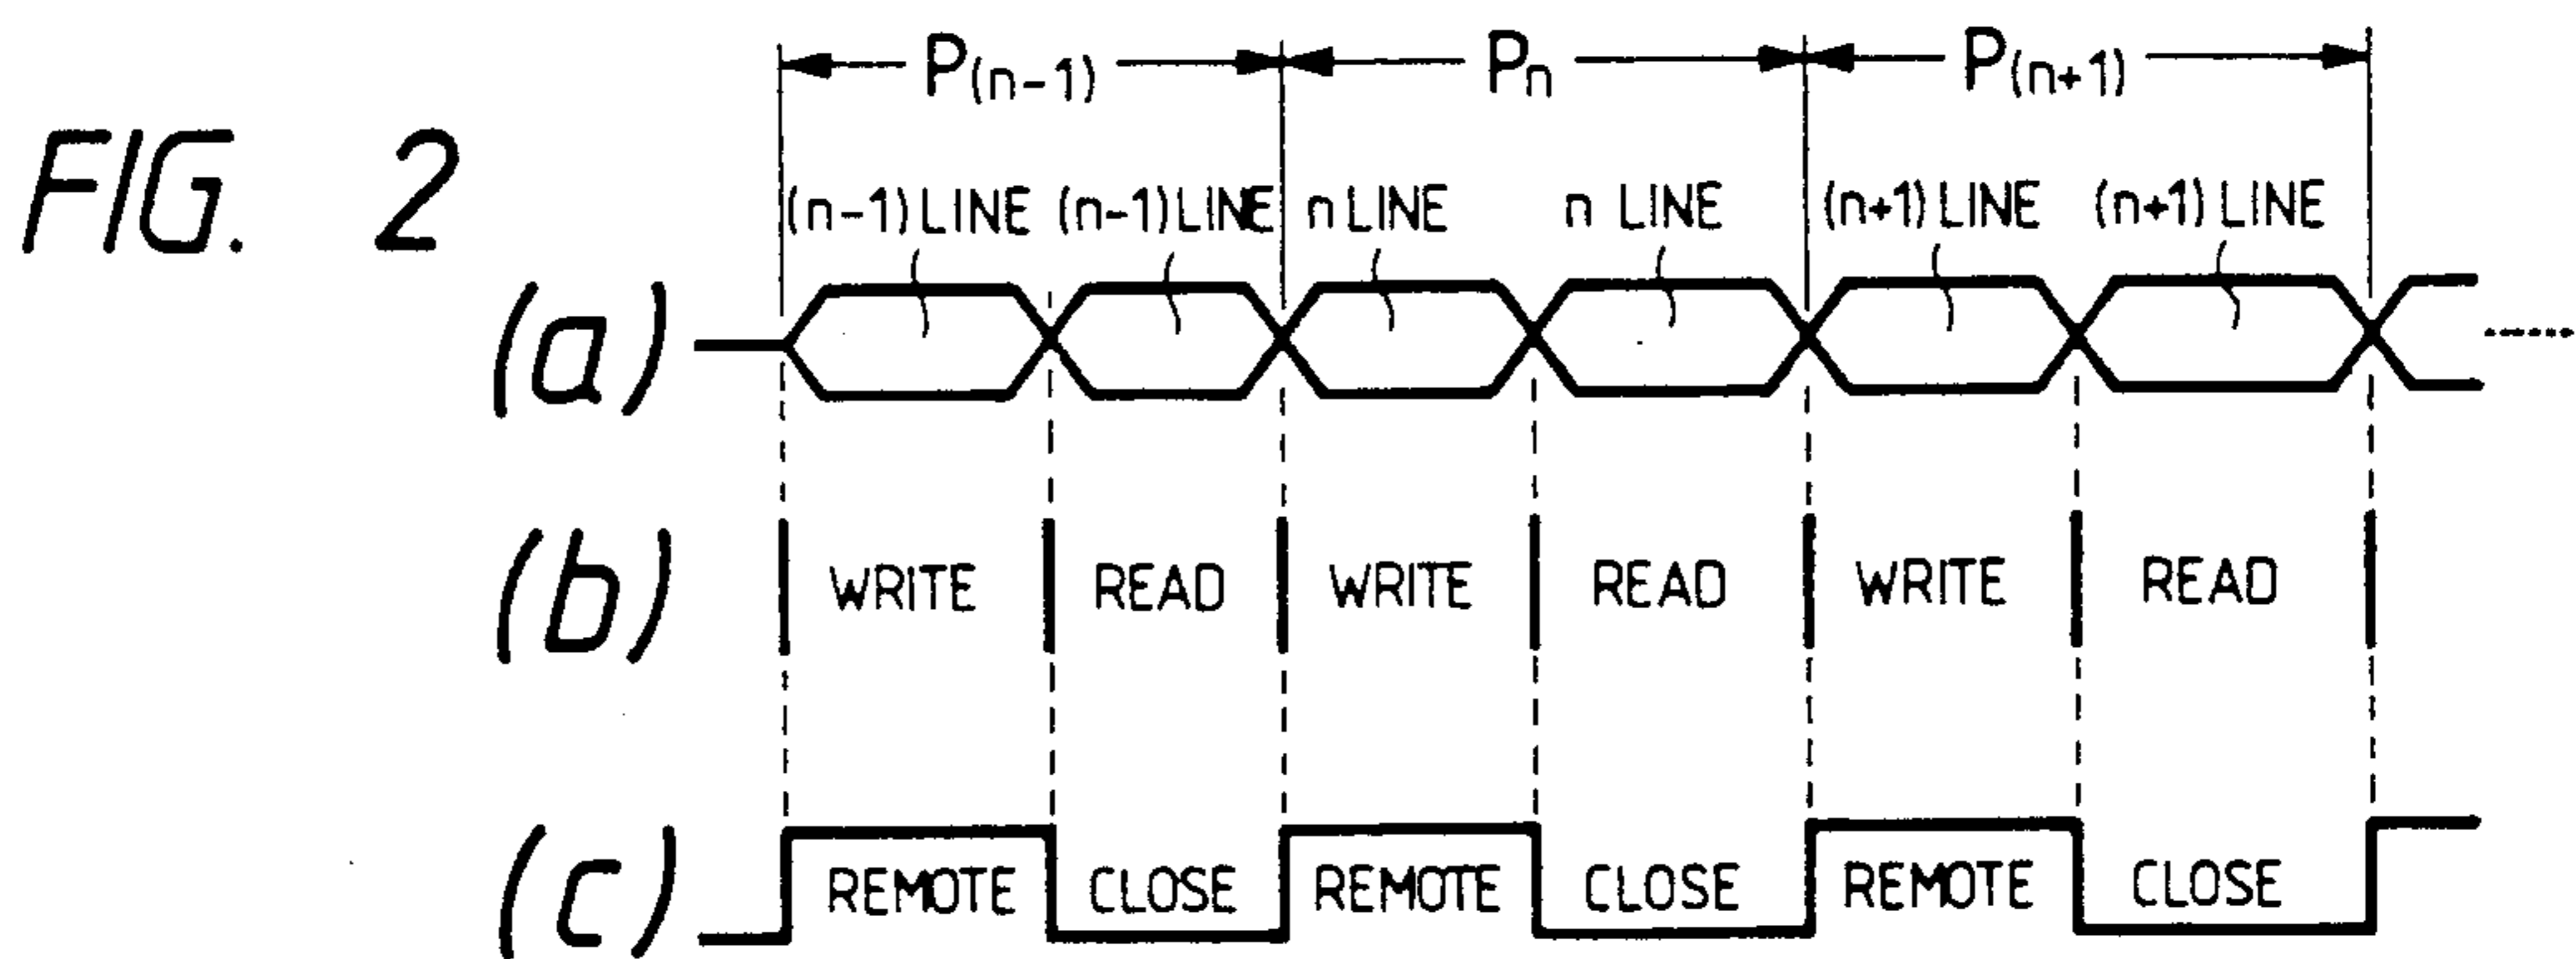 P(n-1) Pn P(n+1)
FIG. 2
(n-1) LINE (n-1) LINE n LINE n LINE (n+1) LINE (n+1) LINE
(a)
(b) WRITE READ WRITE READ WRITE READ
(c) REMOTE CLOSE REMOTE CLOSE REMOTE CLOSE